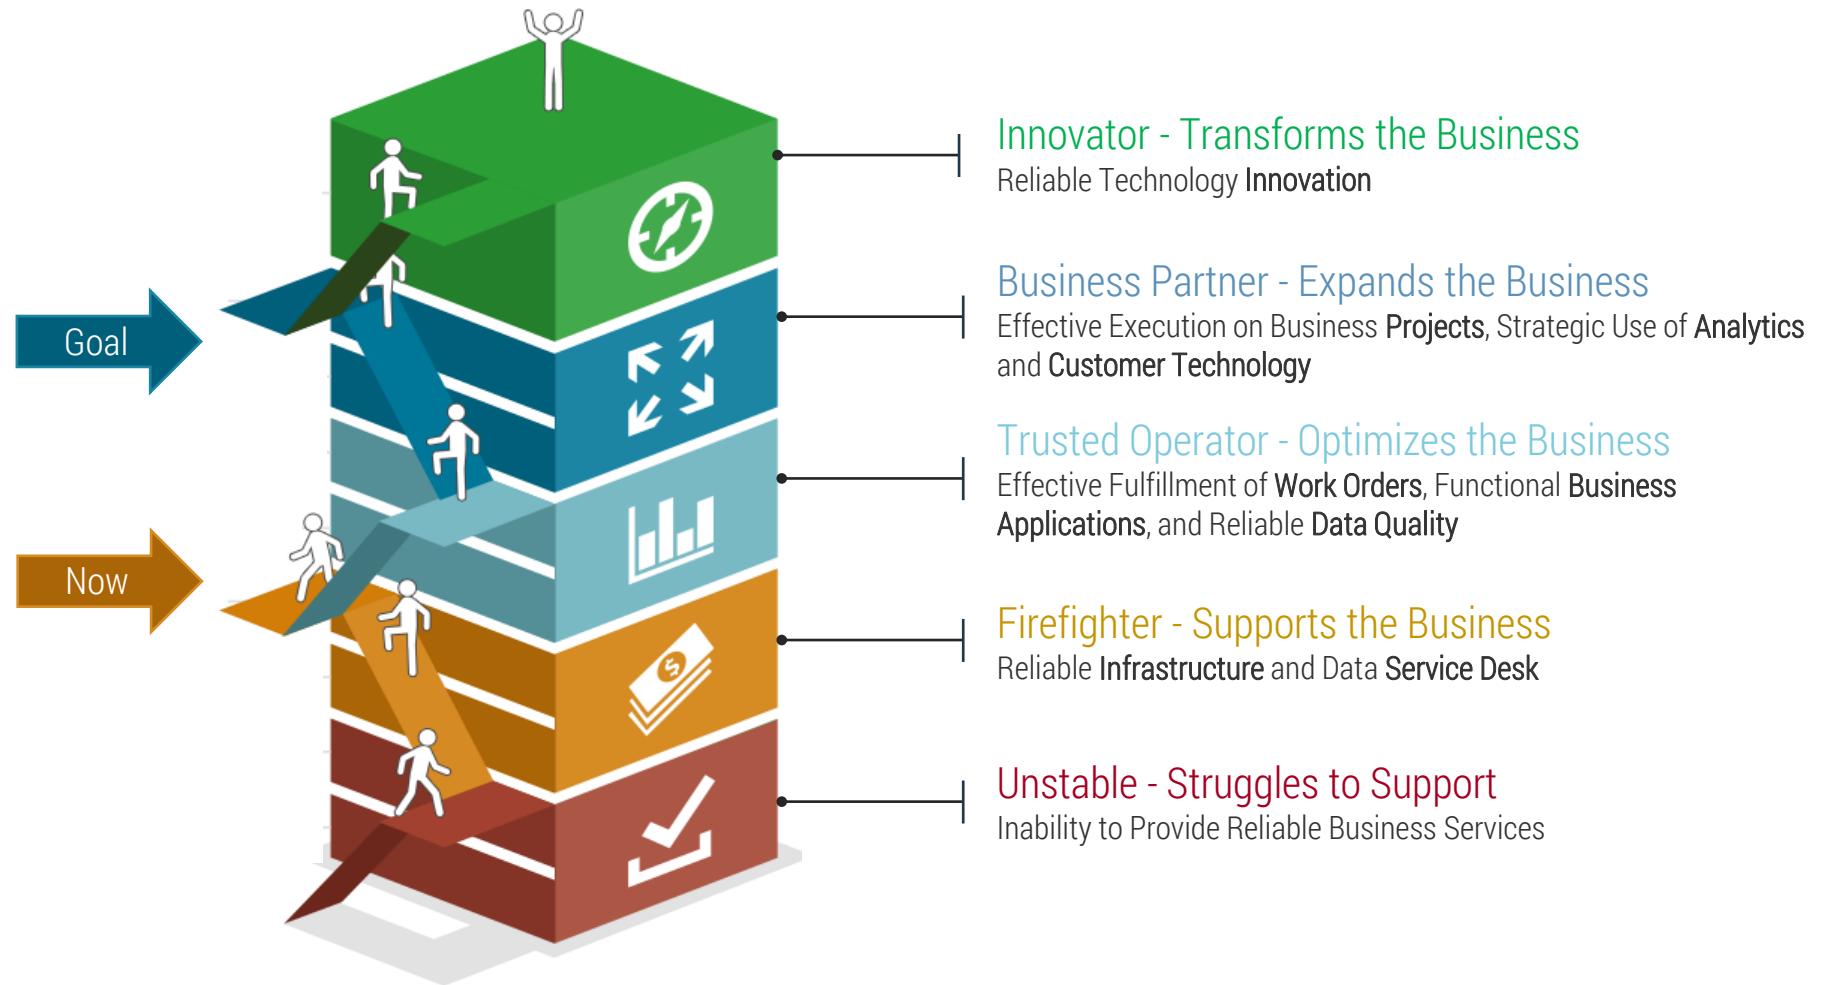 Innovator - Transforms the Business
Reliable Technology Innovation
Business Partner - Expands the Business
Effective Execution on Business Projects, Strategic Use of Analytics
and Customer Technology
Goal
Trusted Operator - Optimizes the Business
Effective Fulfillment of Work Orders, Functional Business
Applications, and Reliable Data Quality
Now
Firefighter - Supports the Business
Reliable Infrastructure and Data Service Desk
$
Unstable - Struggles to Support
Inability to Provide Reliable Business Services